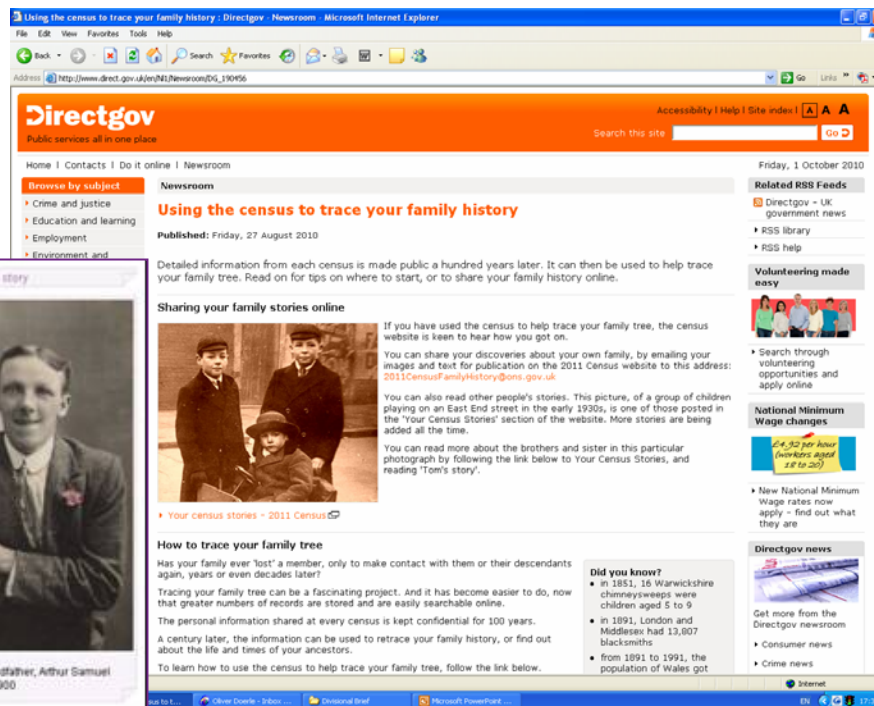 Using the census to trace your family history : Directgov - Newsroom - Microsoft Internet Explorer
File Edit View Favorites Tools Help
Back Search Favorites
Address http://www.direct.gov.uk/en/Nl1/Newsroom/DG_190456 Go Links »
Directgov
Public services all in one place
Accessibility | Help | Site index | A A A
Search this site Go
Home | Contacts | Do it online | Newsroom
Friday, 1 October 2010
Browse by subject
Crime and justice
Education and learning
Employment
Environment and
Newsroom
Using the census to trace your family history
Published: Friday, 27 August 2010
Detailed information from each census is made public a hundred years later. It can then be used to help trace
your family tree. Read on for tips on where to start, or to share your family history online.
Sharing your family stories online
If you have used the census to help trace your family tree, the census
website is keen to hear how you got on.
You can share your discoveries about your own family, by emailing your
images and text for publication on the 2011 Census website to this address:
2011CensusFamilyHistory@ons.gov.uk
You can also read other people's stories. This picture, of a group of children
playing on an East End street in the early 1930s, is one of those posted in
the 'Your Census Stories' section of the website. More stories are being
added all the time.
You can read more about the brothers and sister in this particular
photograph by following the link below to Your Census Stories, and
reading 'Tom's story'.
Your census stories - 2011 Census
How to trace your family tree
Has your family ever 'lost' a member, only to make contact with them or their descendants
again, years or even decades later?
Tracing your family tree can be a fascinating project. And it has become easier to do, now
that greater numbers of records are stored and are easily searchable online.
The personal information shared at every census is kept confidential for 100 years.
A century later, the information can be used to retrace your family history, or find out
about the life and times of your ancestors.
To learn how to use the census to help trace your family tree, follow the link below.
Did you know?
in 1851, 16 Warwickshire
chimneysweeps were
children aged 5 to 9
in 1891, London and
Middlesex had 13,807
blacksmiths
from 1891 to 1991, the
population of Wales got
Related RSS Feeds
Directgov - UK
government news
RSS library
RSS help
Volunteering made
easy
Search through
volunteering
opportunities and
apply online
National Minimum
Wage changes
£4.92 per hour
(workers aged
18 to 20)
New National Minimum
Wage rates now
apply - find out what
they are
Directgov news
Get more from the
Directgov newsroom
Consumer news
Crime news
story
dfather, Arthur Samuel
900
Internet
us to t... Oliver Doerle - Inbox ... Divisional Brief Microsoft PowerPoint ... EN